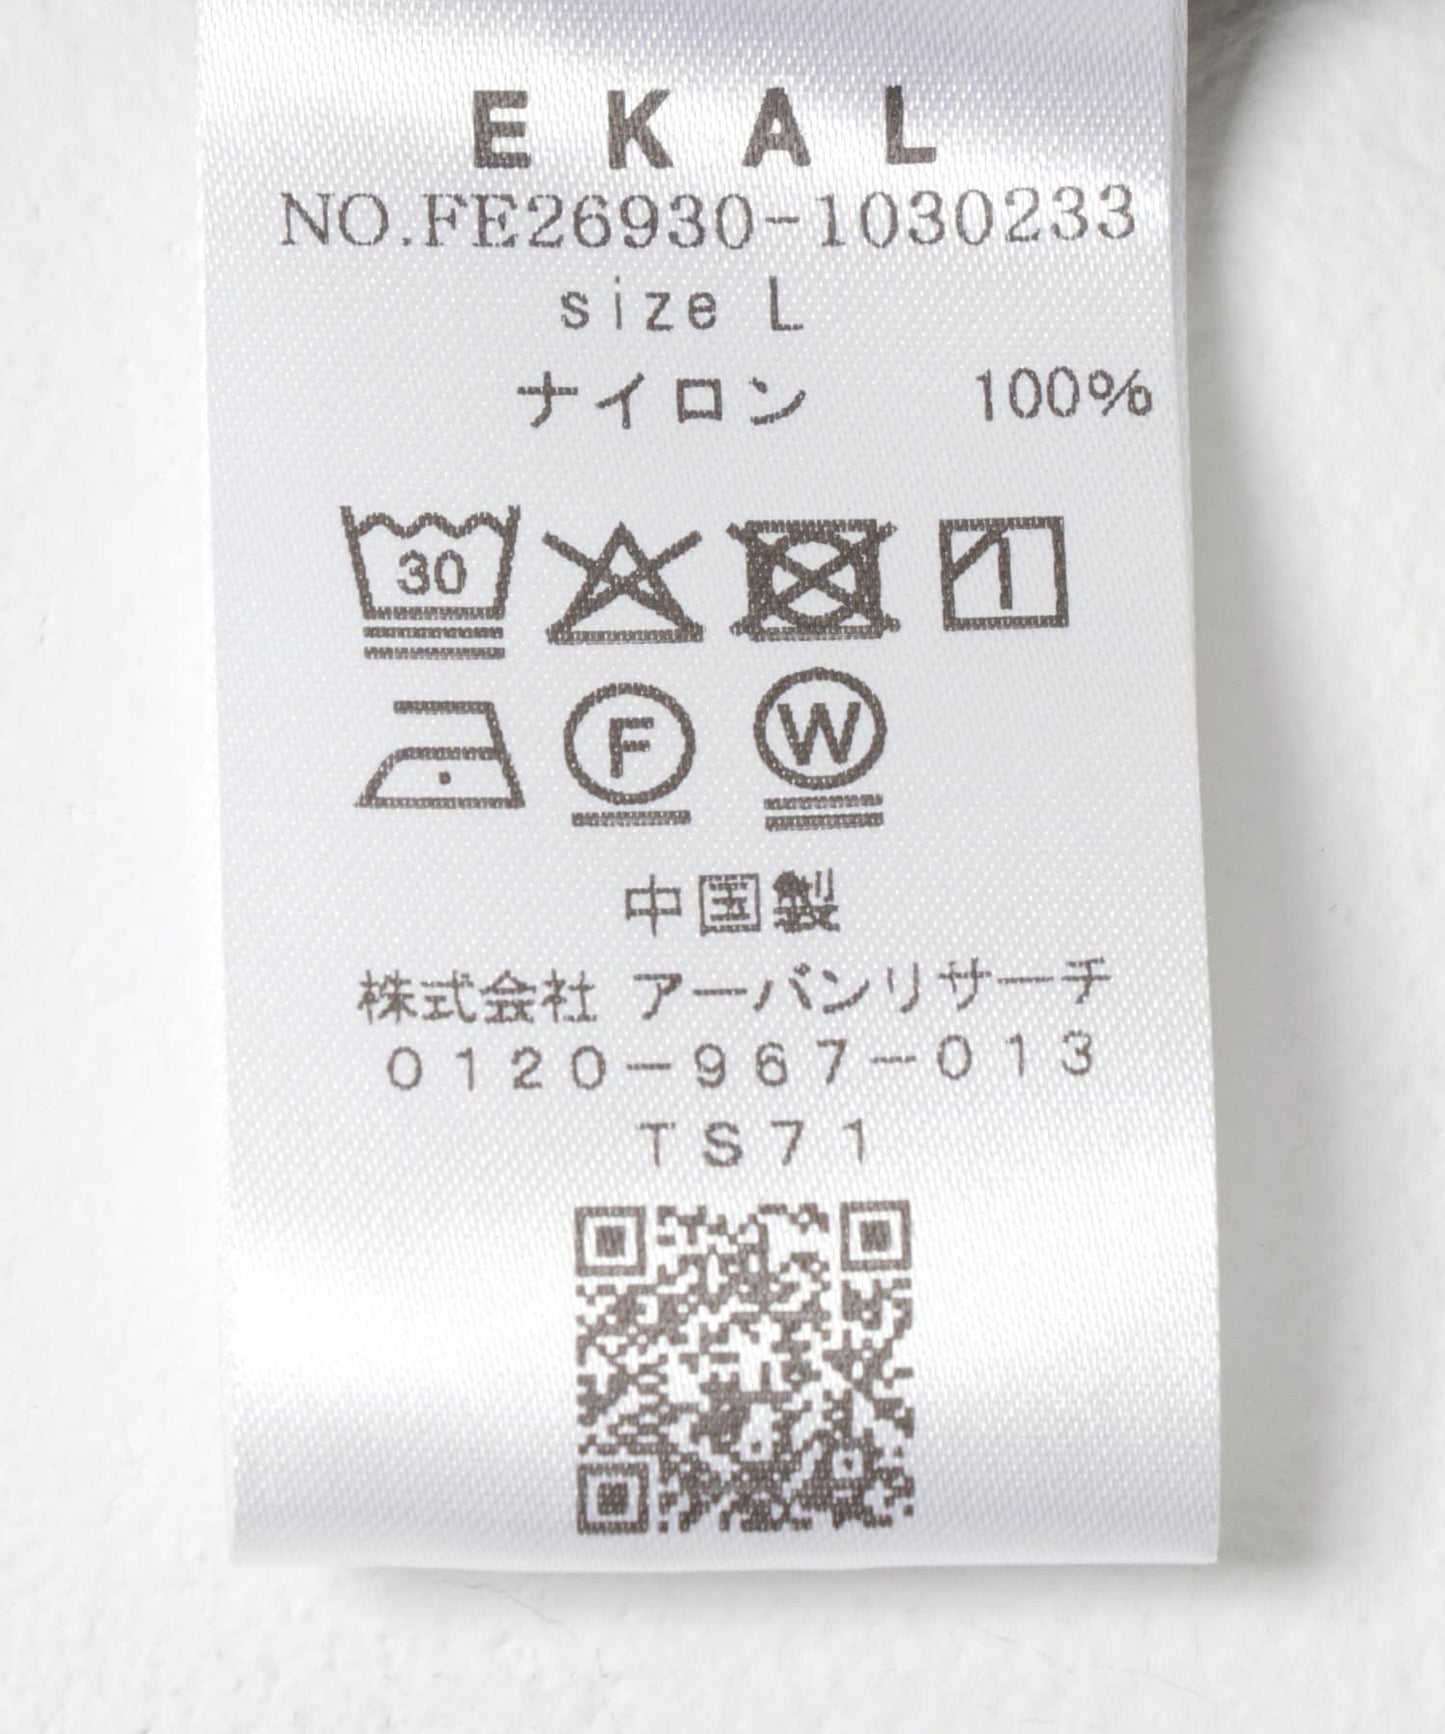 EKAL
NO.FE26930-1030233
size L
ナイロン 100%
30
F W
中国製
株式会社 アーバンリサーチ
0120-967-013
TS71